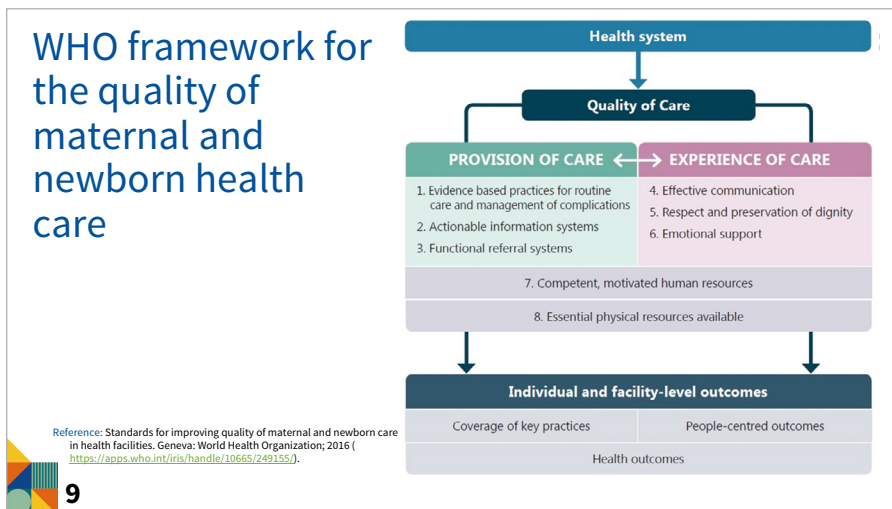 WHO framework for
the quality of
maternal and
newborn health
care
Health system
Quality of Care
PROVISION OF CARE
EXPERIENCE OF CARE
1. Evidence based practices for routine
care and management of complications
2. Actionable information systems
3. Functional referral systems
4. Effective communication
5. Respect and preservation of dignity
6. Emotional support
7. Competent, motivated human resources
8. Essential physical resources available
Individual and facility-level outcomes
Coverage of key practices
People-centred outcomes
Health outcomes
Reference: Standards for improving quality of maternal and newborn care
in health facilities. Geneva: World Health Organization; 2016 (
https://apps.who.int/iris/handle/10665/249155/).
9